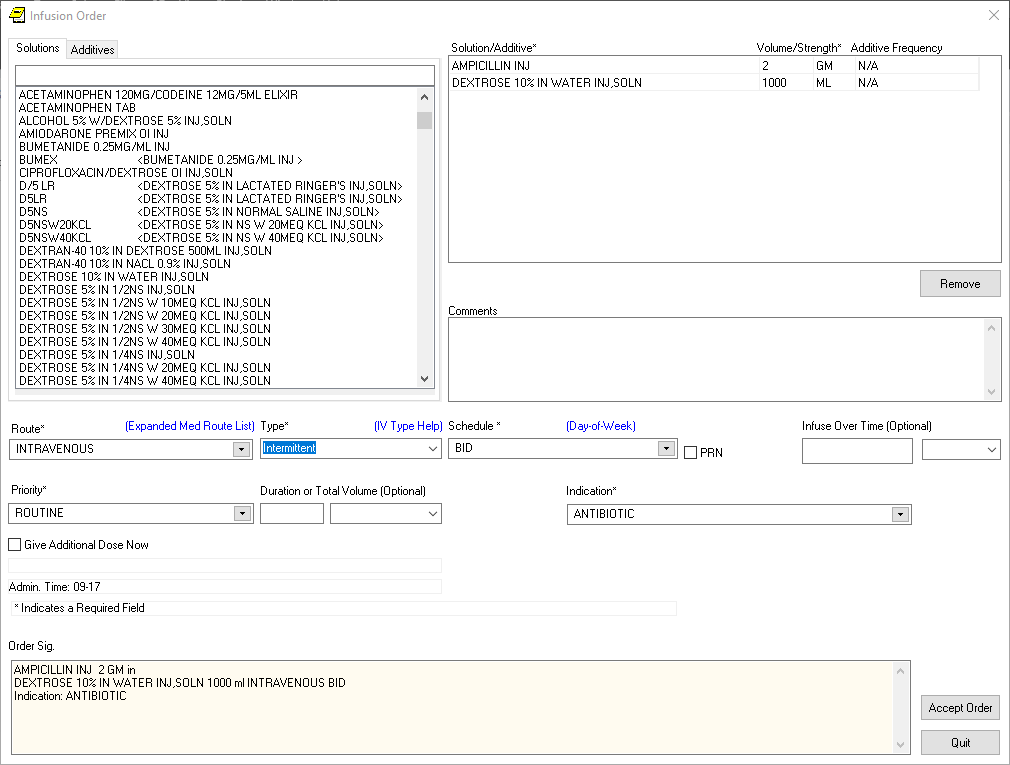 Infusion Order
Solutions Additives
ACETAMINOPHEN 120MG/CODEINE 12MG/5ML ELIXIR
ACETAMINOPHEN TAB
ALCOHOL 5% W/DEXTROSE 5% INJ,SOLN
AMIODARONE PREMIX OI INJ
BUMETANIDE 0.25MG/ML INJ
BUMEX <BUMETANIDE 0.25MG/ML INJ >
CIPROFLOXACIN/DEXTROSE OI INJ,SOLN
D/5 LR <DEXTROSE 5% IN LACTATED RINGER'S INJ,SOLN>
D5LR <DEXTROSE 5% IN LACTATED RINGER'S INJ,SOLN>
D5NS <DEXTROSE 5% IN NORMAL SALINE INJ,SOLN>
D5NSW20KCL <DEXTROSE 5% IN NS W 20MEQ KCL INJ,SOLN>
D5NSW40KCL <DEXTROSE 5% IN NS W 40MEQ KCL INJ,SOLN>
DEXTRAN-40 10% IN DEXTROSE 500ML INJ,SOLN
DEXTRAN-40 10% IN NACL 0.9% INJ,SOLN
DEXTROSE 10% IN WATER INJ,SOLN
DEXTROSE 5% IN 1/2NS INJ,SOLN
DEXTROSE 5% IN 1/2NS W 10MEQ KCL INJ,SOLN
DEXTROSE 5% IN 1/2NS W 20MEQ KCL INJ,SOLN
DEXTROSE 5% IN 1/2NS W 30MEQ KCL INJ,SOLN
DEXTROSE 5% IN 1/2NS W 40MEQ KCL INJ,SOLN
DEXTROSE 5% IN 1/4NS INJ,SOLN
DEXTROSE 5% IN 1/4NS W 20MEQ KCL INJ,SOLN
DEXTROSE 5% IN 1/4NS W 40MEQ KCL INJ,SOLN
Solution/Additive* Volume/Strength* Additive Frequency
AMPICILLIN INJ 2 GM N/A
DEXTROSE 10% IN WATER INJ,SOLN 1000 ML N/A
Remove
Comments
Route* (Expanded Med Route List) Type* (IV Type Help) Schedule * (Day-of-Week) Infuse Over Time (Optional)
INTRAVENOUS Intermittent BID PRN
Priority* Duration or Total Volume (Optional) Indication*
ROUTINE ANTIBIOTIC
Give Additional Dose Now
Admin. Time: 09-17
* Indicates a Required Field
Order Sig.
AMPICILLIN INJ 2 GM in
DEXTROSE 10% IN WATER INJ,SOLN 1000 ml INTRAVENOUS BID
Indication: ANTIBIOTIC
Accept Order
Quit